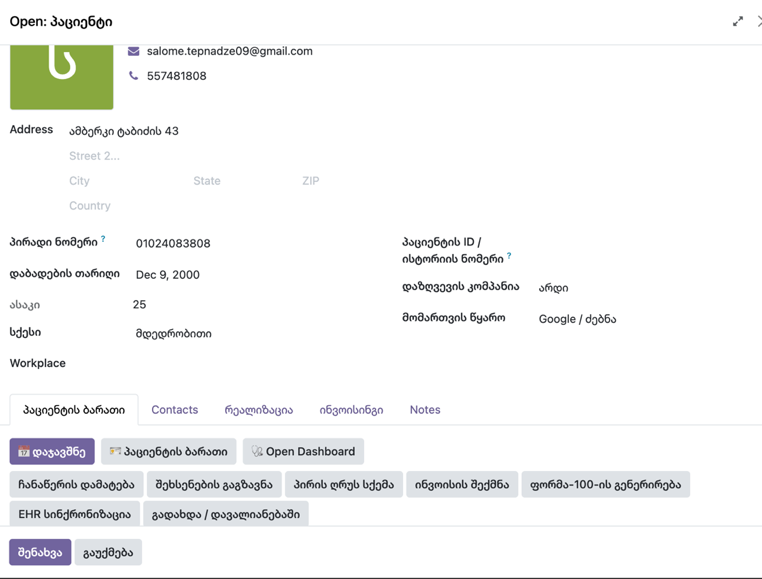 Open: პაციენტი
salome.tepnadze09@gmail.com
557481808
Address ამბერკი ტაბიძის 43
Street 2...
City State ZIP
Country
პირადი ნომერი ? 01024083808
დაბადების თარიღი Dec 9, 2000
ასაკი 25
სქესი მდედრობითი
Workplace
პაციენტის ID /
ისტორიის ნომერი ?
დაზღვევის კომპანია არდი
მომართვის წყარო Google / ძებნა
პაციენტის ბარათი Contacts რეალიზაცია ინვოისინგი Notes
დაჯავშნე პაციენტის ბარათი Open Dashboard
ჩანაწერის დამატება შეხსენების გაგზავნა პირის ღრუს სქემა ინვოისის შექმნა ფორმა-100-ის გენერირება
EHR სინქრონიზაცია გადახდა / დავალიანებაში
შენახვა გაუქმება